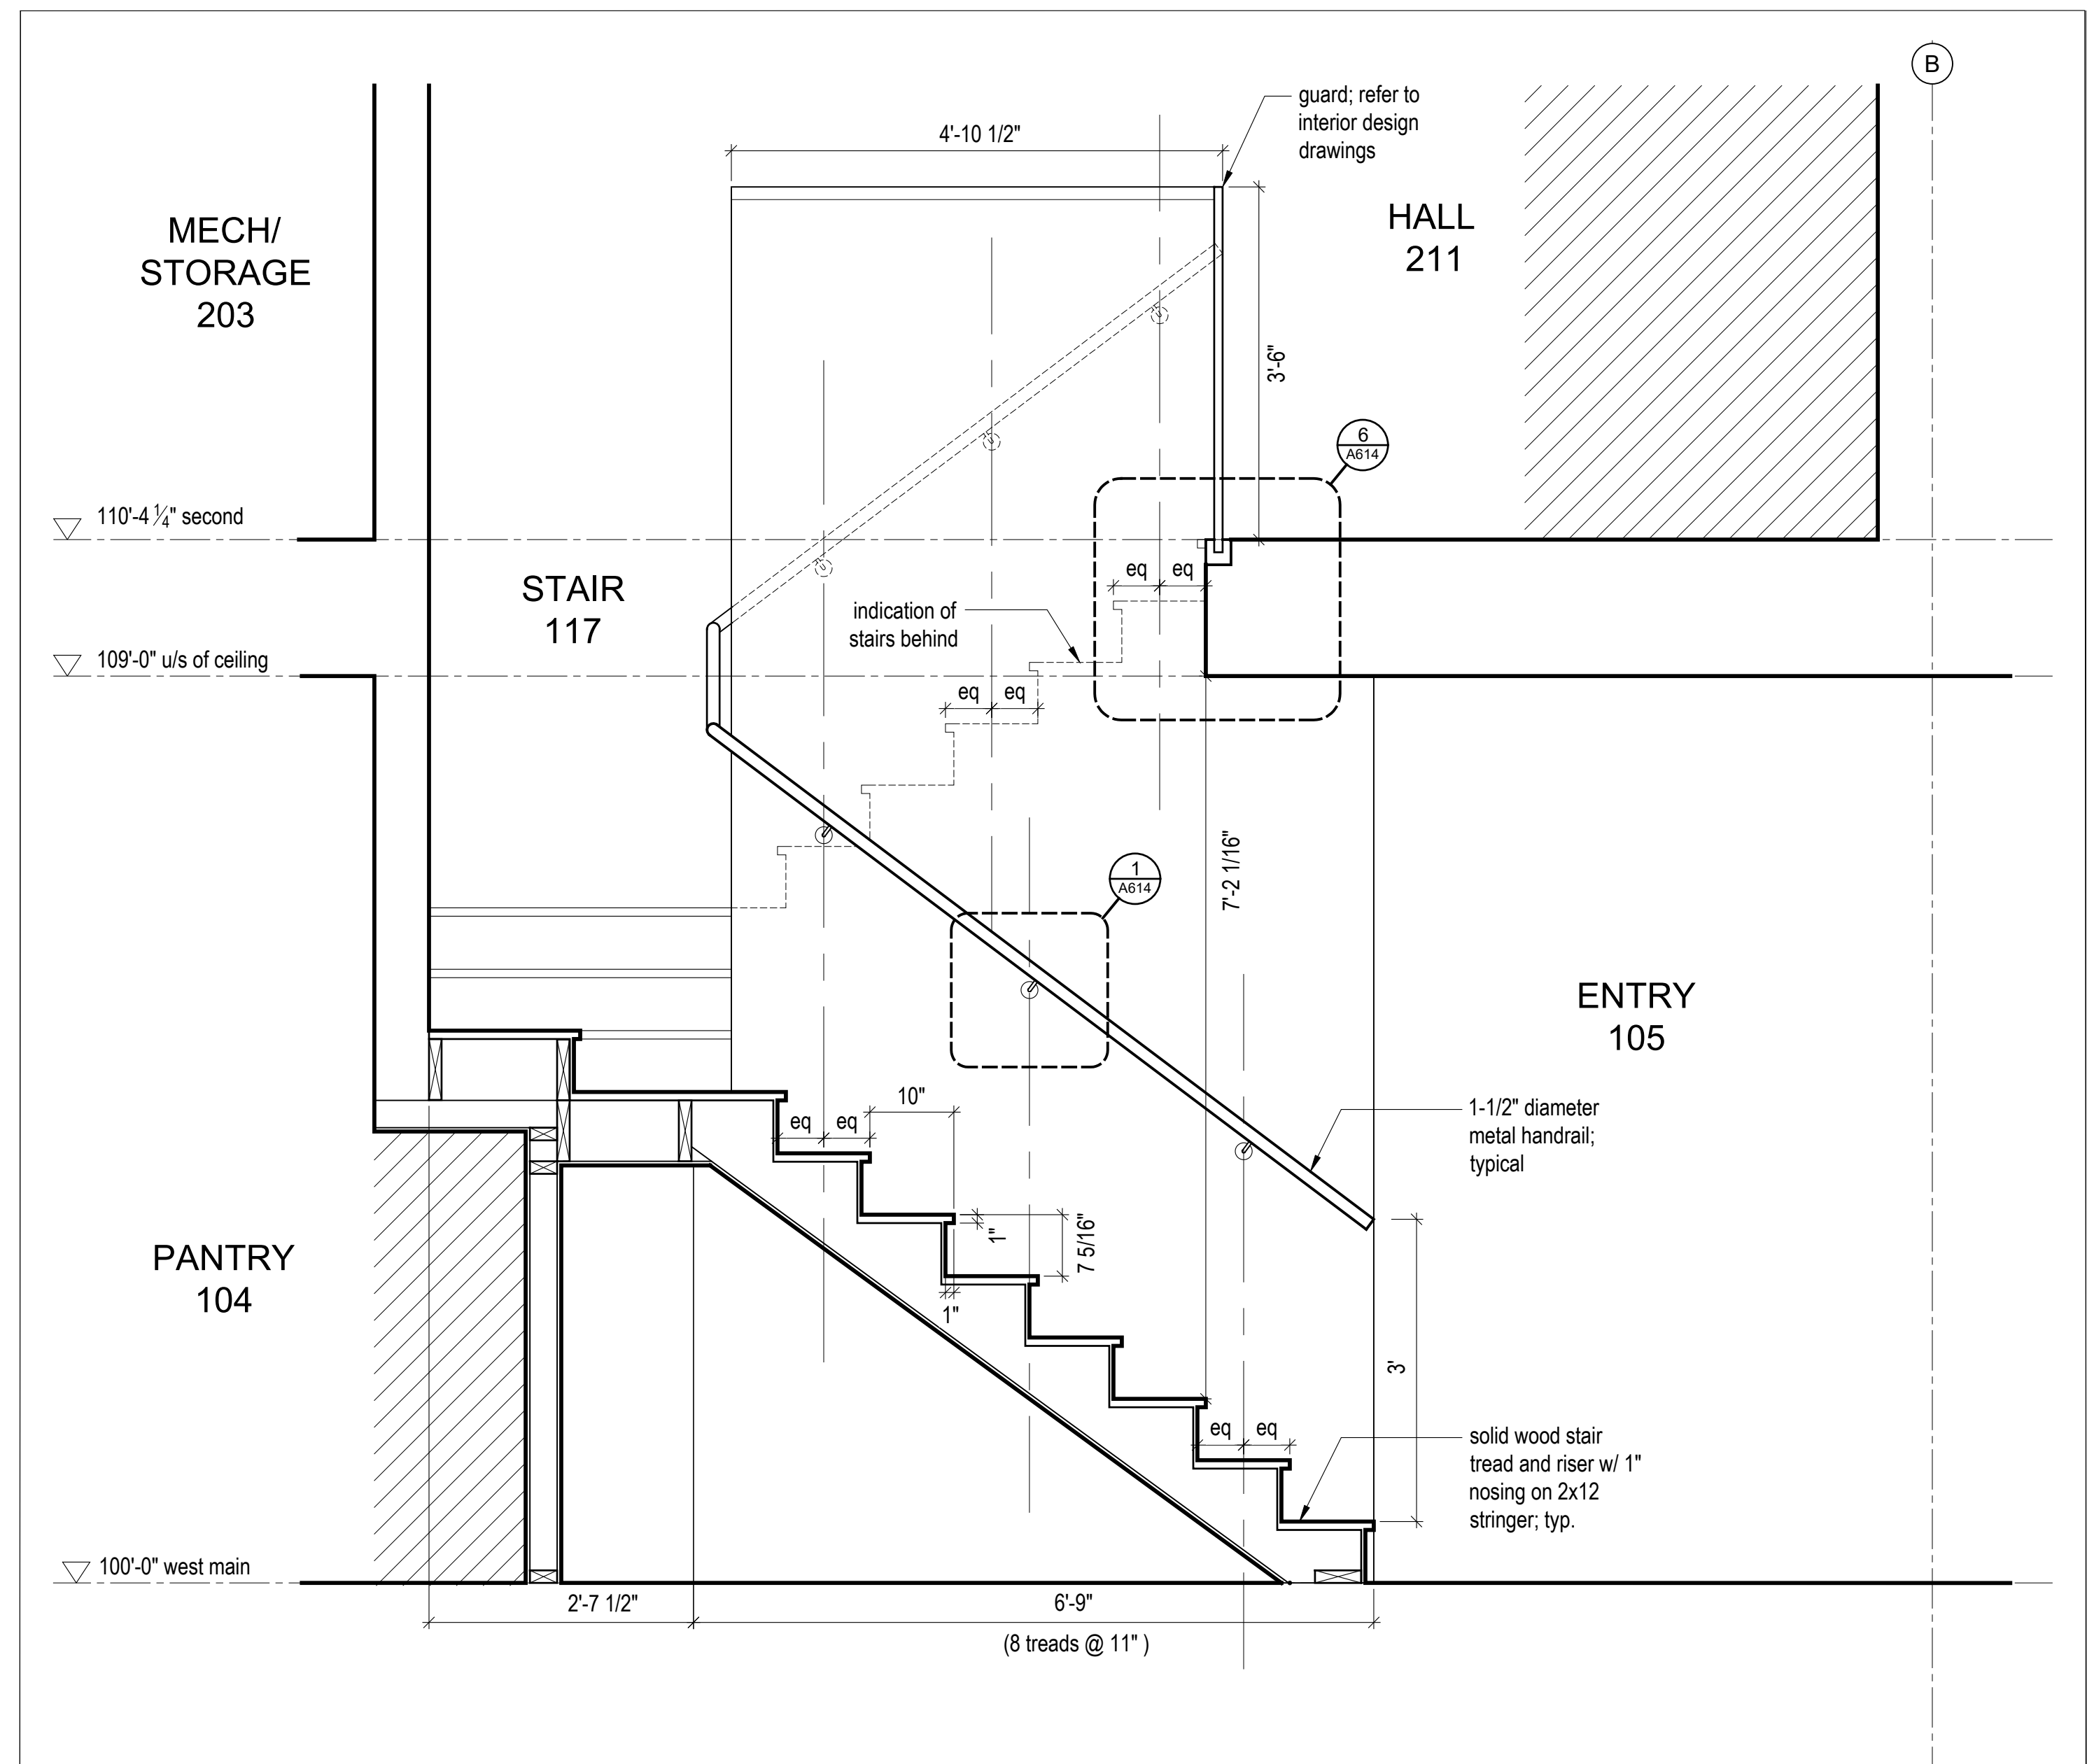 B
guard; refer to
interior design
drawings
4'-10 1/2"
MECH/
STORAGE
203
HALL
211
3'-6"
6
A614
110'-4 1/4" second
STAIR
117
eq eq
indication of
stairs behind
109'-0" u/s of ceiling
eq eq
7'-2 1/16"
1
A614
ENTRY
105
10"
eq eq
1-1/2" diameter
metal handrail;
typical
1"
7 5/16"
1"
PANTRY
104
3'
eq eq
solid wood stair
tread and riser w/ 1"
nosing on 2x12
stringer; typ.
100'-0" west main
2'-7 1/2"
6'-9"
(8 treads @ 11" )